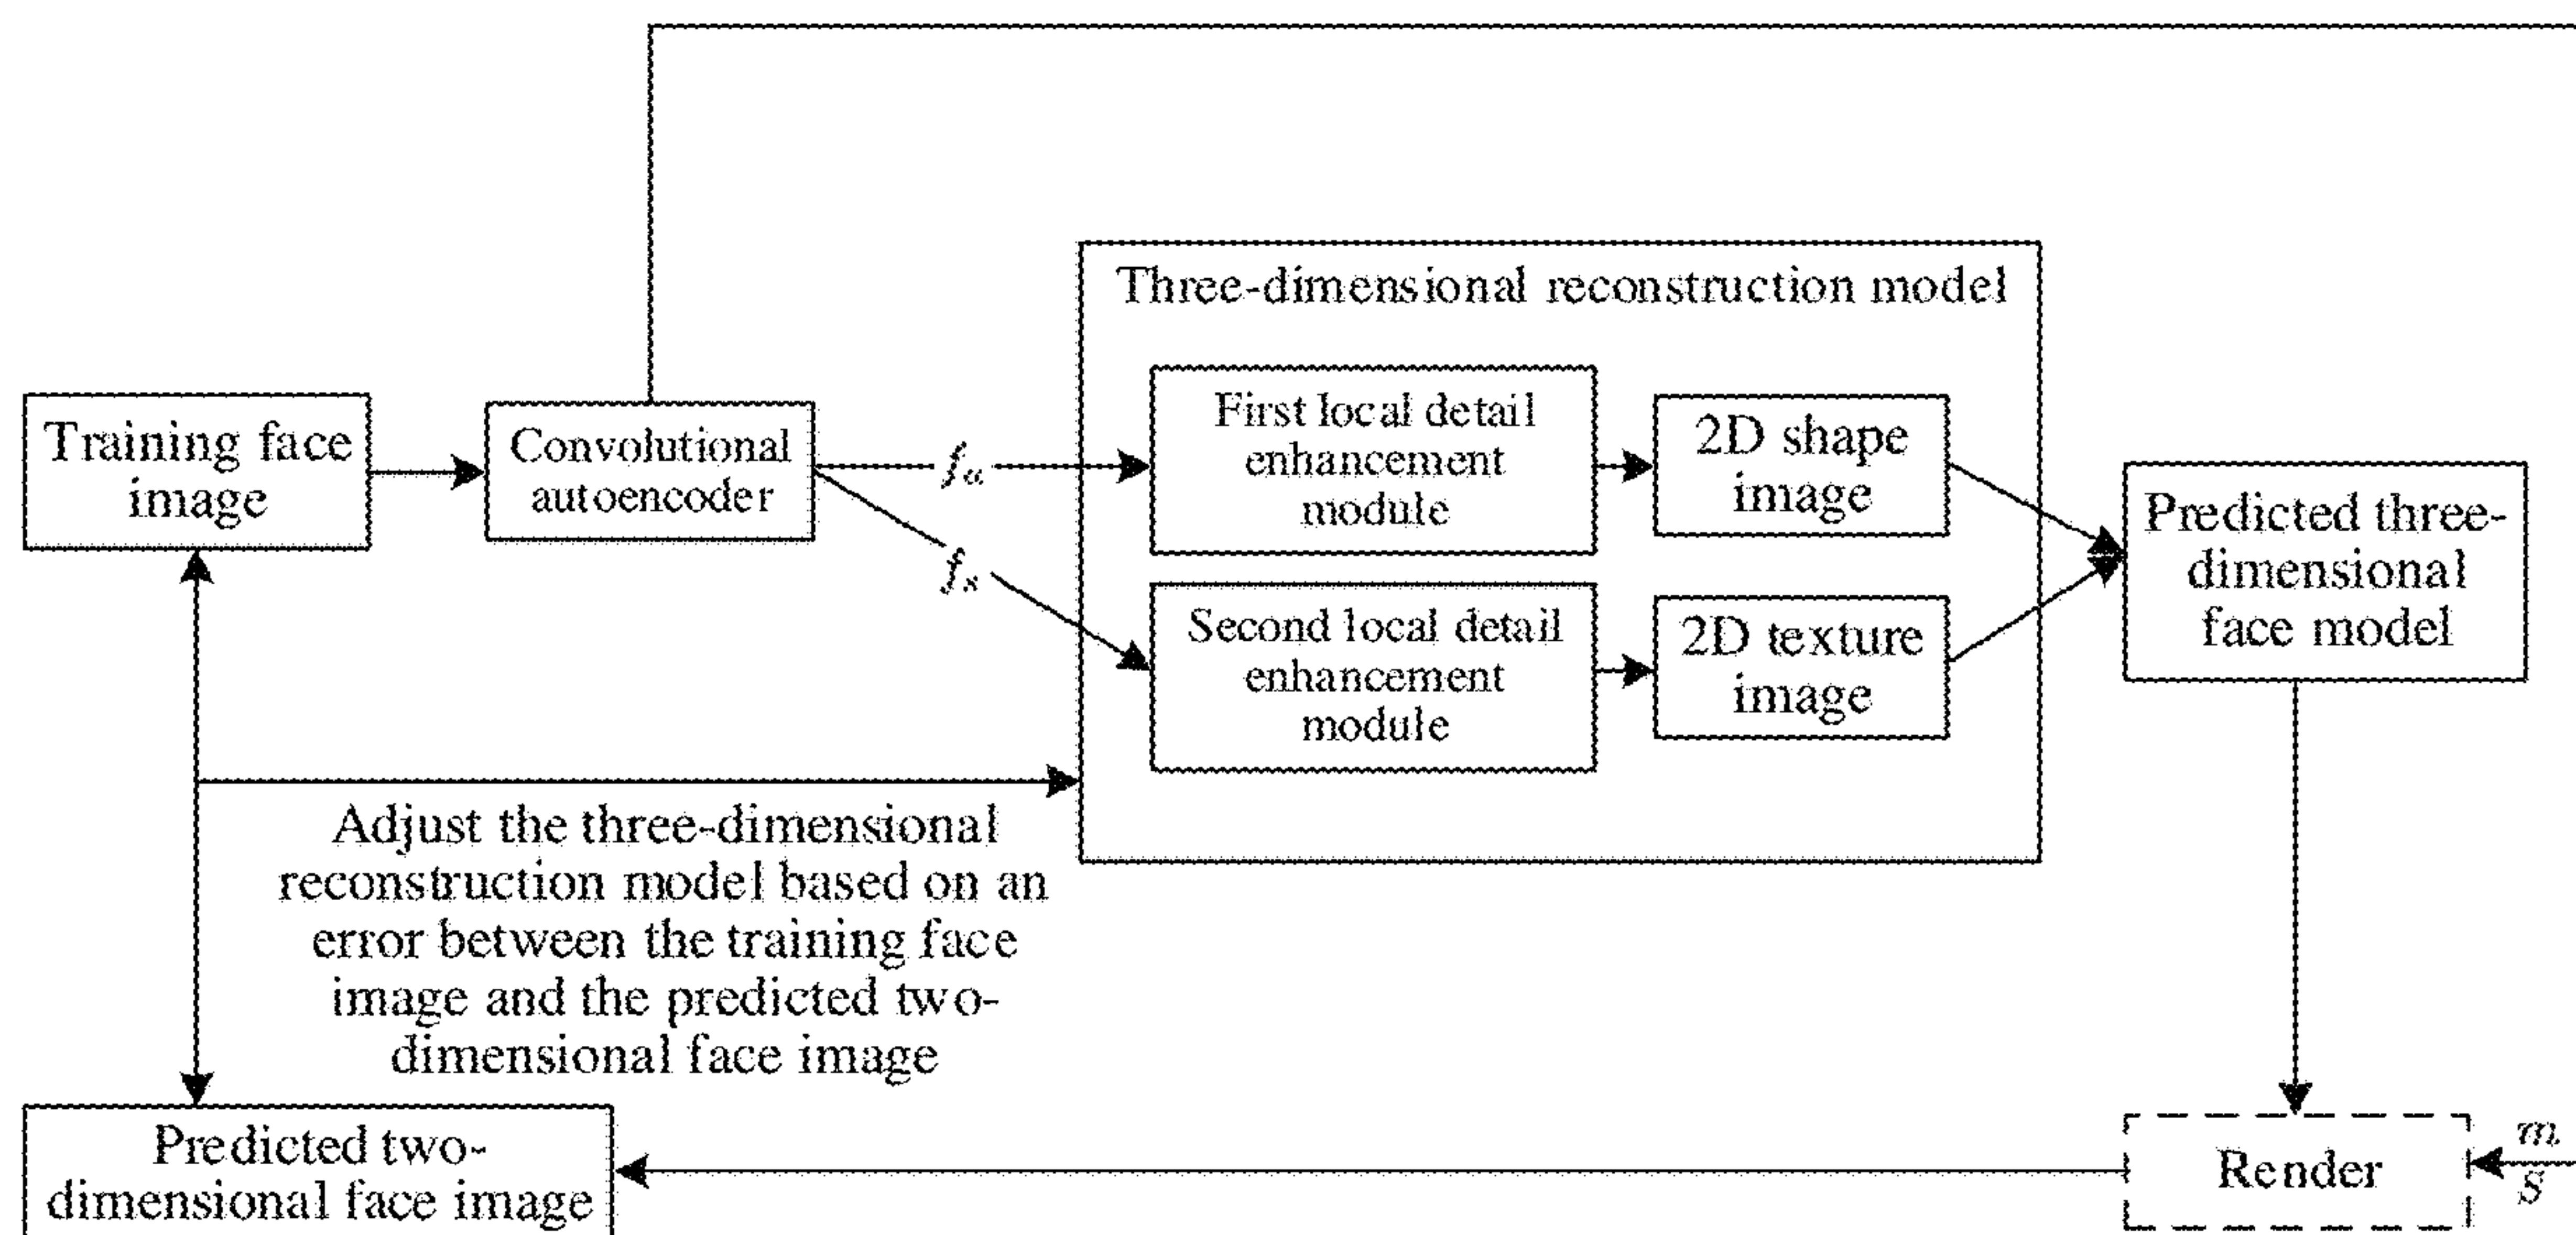 Three-dimensional reconstruction model
Training face
image
Convolutional
autoencoder
fα
fs
First local detail
enhancement
module
2D shape
image
Second local detail
enhancement
module
2D texture
image
Predicted three-
dimensional
face model
Adjust the three-dimensional
reconstruction model based on an
error between the training face
image and the predicted two-
dimensional face image
Predicted two-
dimensional face image
Render
m
S